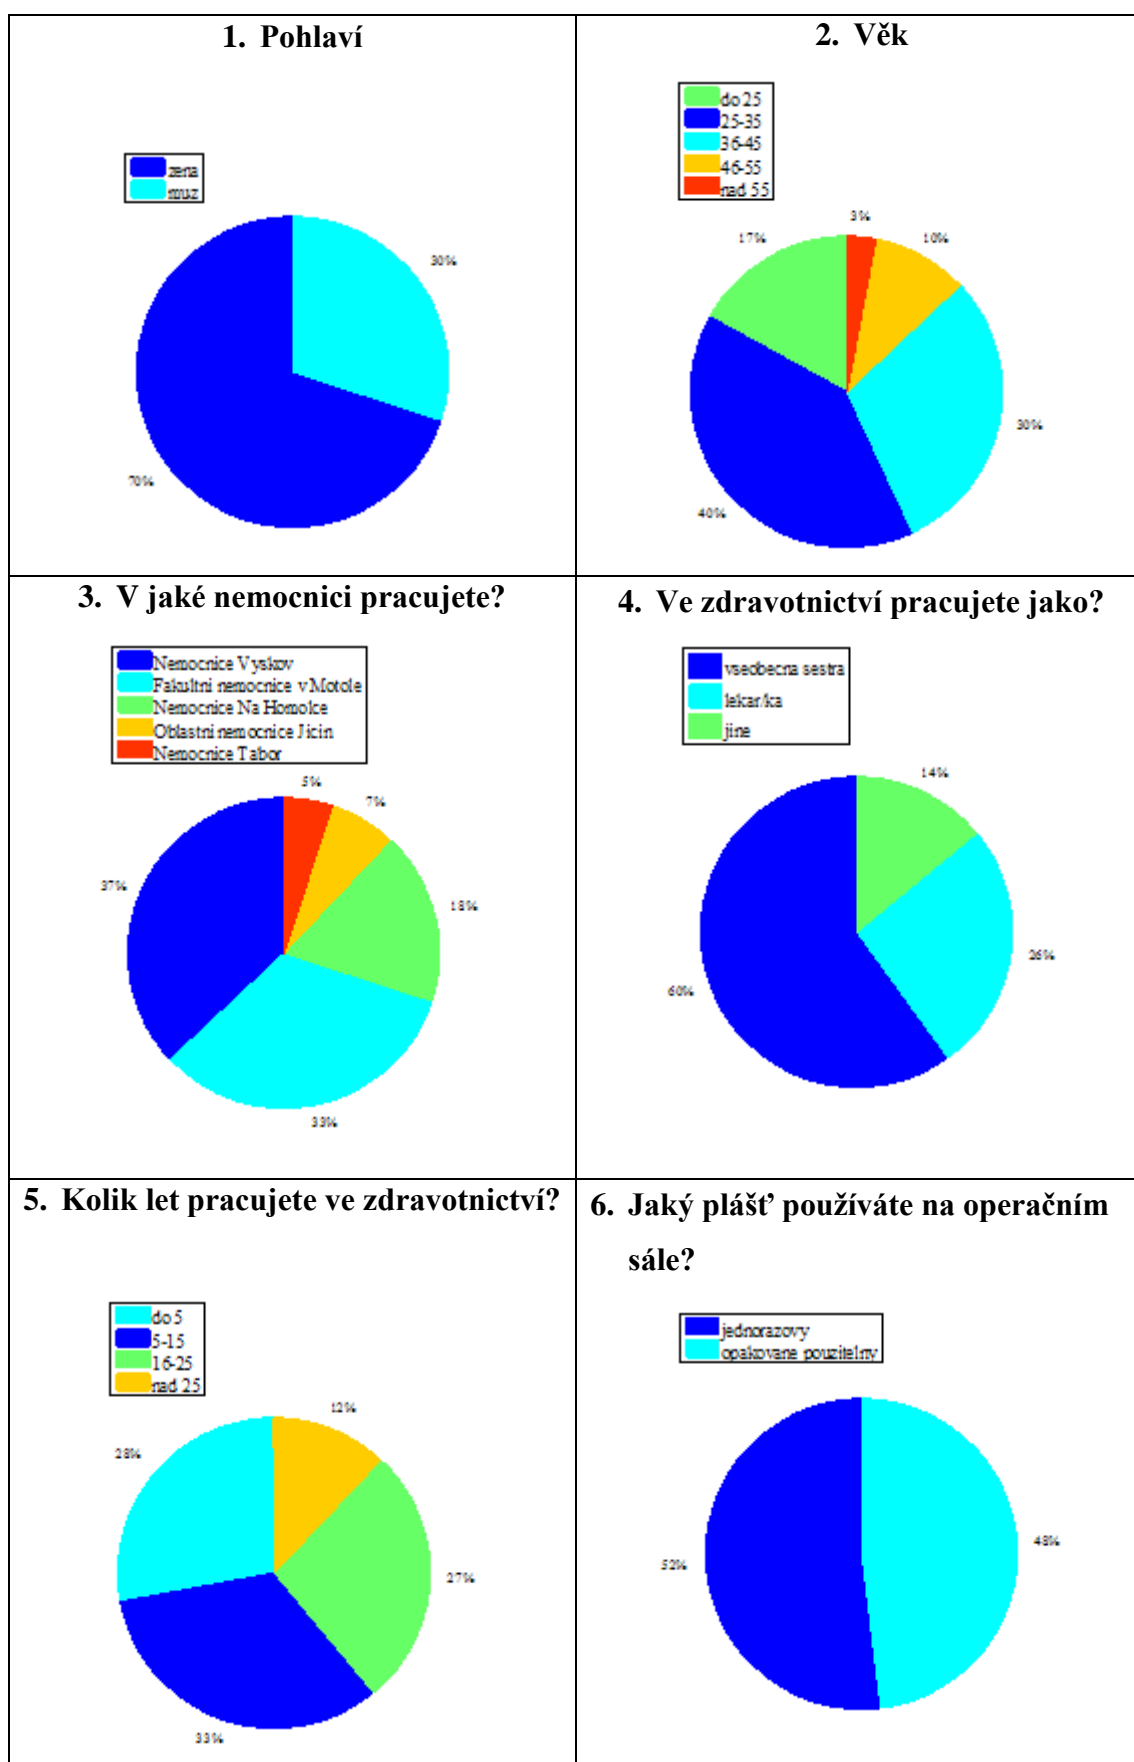 1. Pohlaví
zena
muz
30%
70%
2. Věk
do 25
25-35
36-45
46-55
nad 55
3%
17%
10%
30%
40%
3. V jaké nemocnici pracujete?
Nemocnice Vyskov
Fakultni nemocnice v Motole
Nemocnice Na Homolce
Oblastni nemocnice Jicin
Nemocnice Tabor
5%
7%
37%
18%
33%
4. Ve zdravotnictví pracujete jako?
vseobecna sestra
lekar/ka
jine
14%
26%
60%
5. Kolik let pracujete ve zdravotnictví?
do 5
5-15
16-25
nad 25
12%
28%
27%
33%
6. Jaký plášť používáte na operačním
sále?
jednorazovy
opakovane pouzitelny
48%
52%